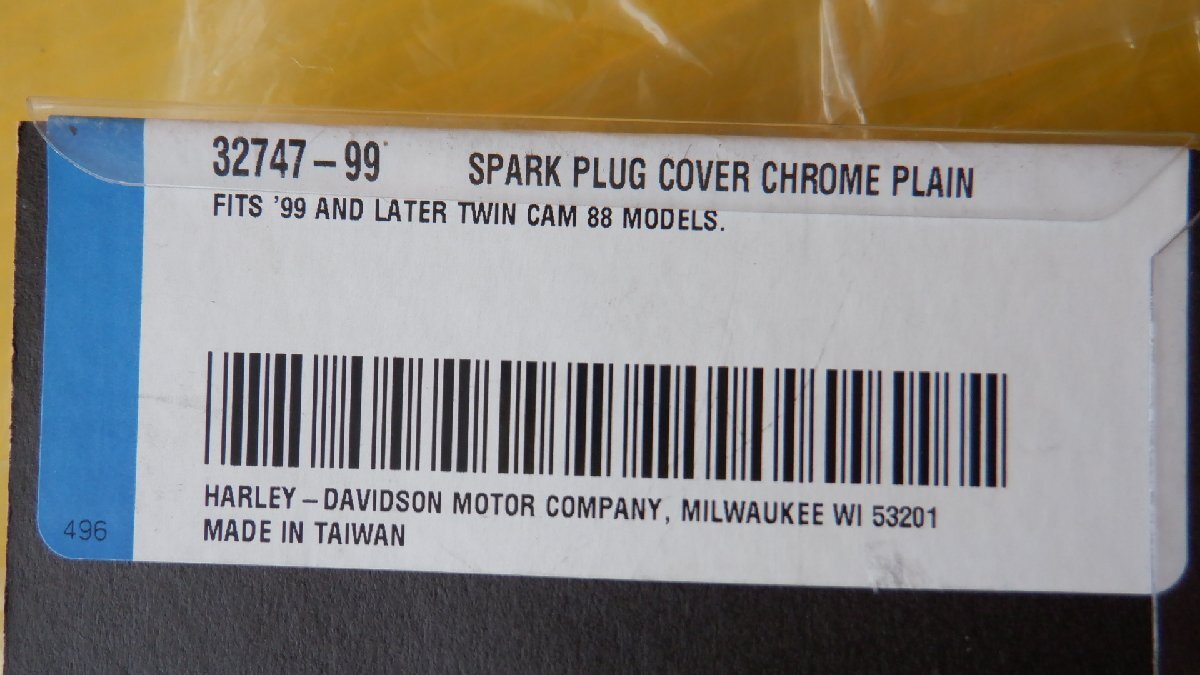 32747-99 SPARK PLUG COVER CHROME PLAIN
FITS '99 AND LATER TWIN CAM 88 MODELS.
HARLEY-DAVIDSON MOTOR COMPANY, MILWAUKEE WI 53201
MADE IN TAIWAN
496